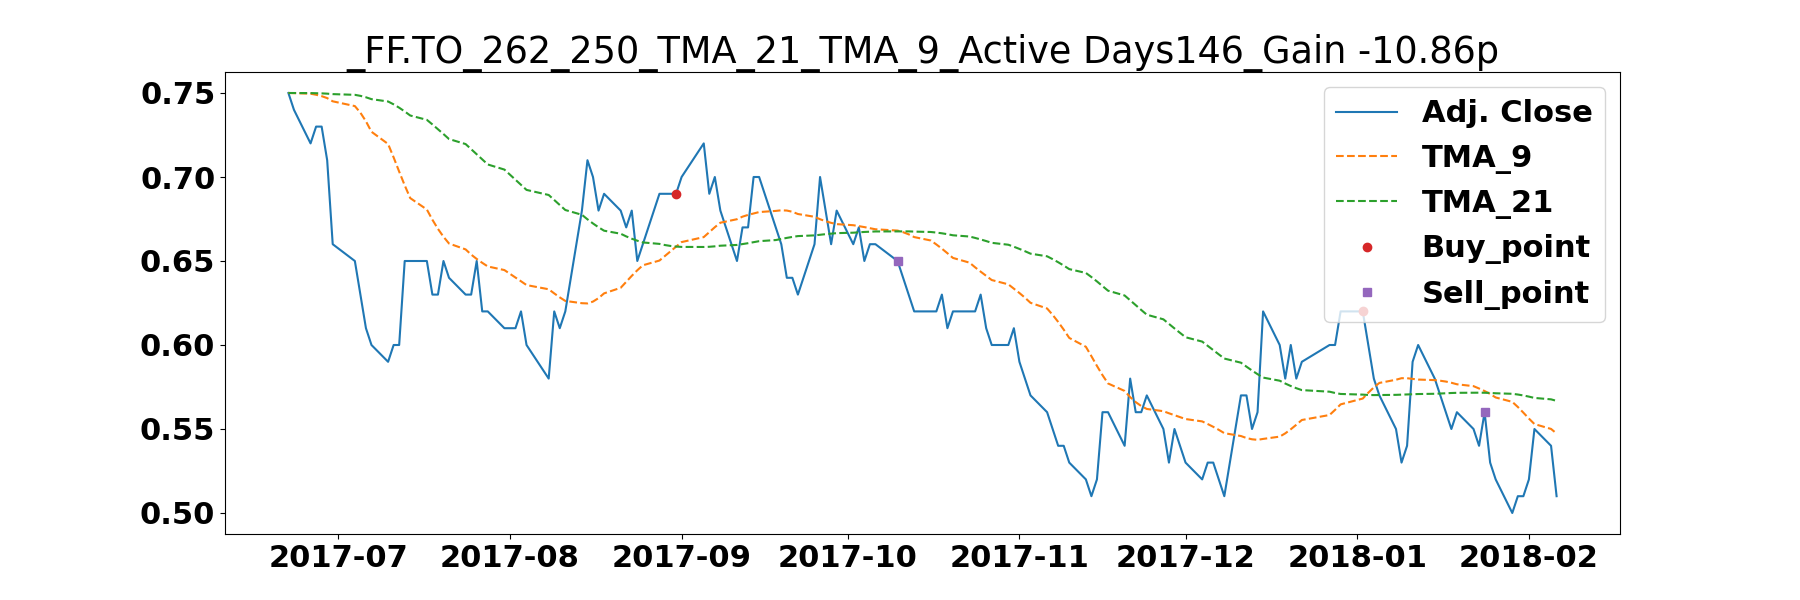 _FF.TO_262_250_TMA_21_TMA_9_Active Days146_Gain -10.86p
0.75
0.70
0.65
0.60
0.55
0.50
Adj. Close
TMA_9
TMA_21
Buy_point
Sell_point
2017-07 2017-08 2017-09 2017-10 2017-11 2017-12 2018-01 2018-02